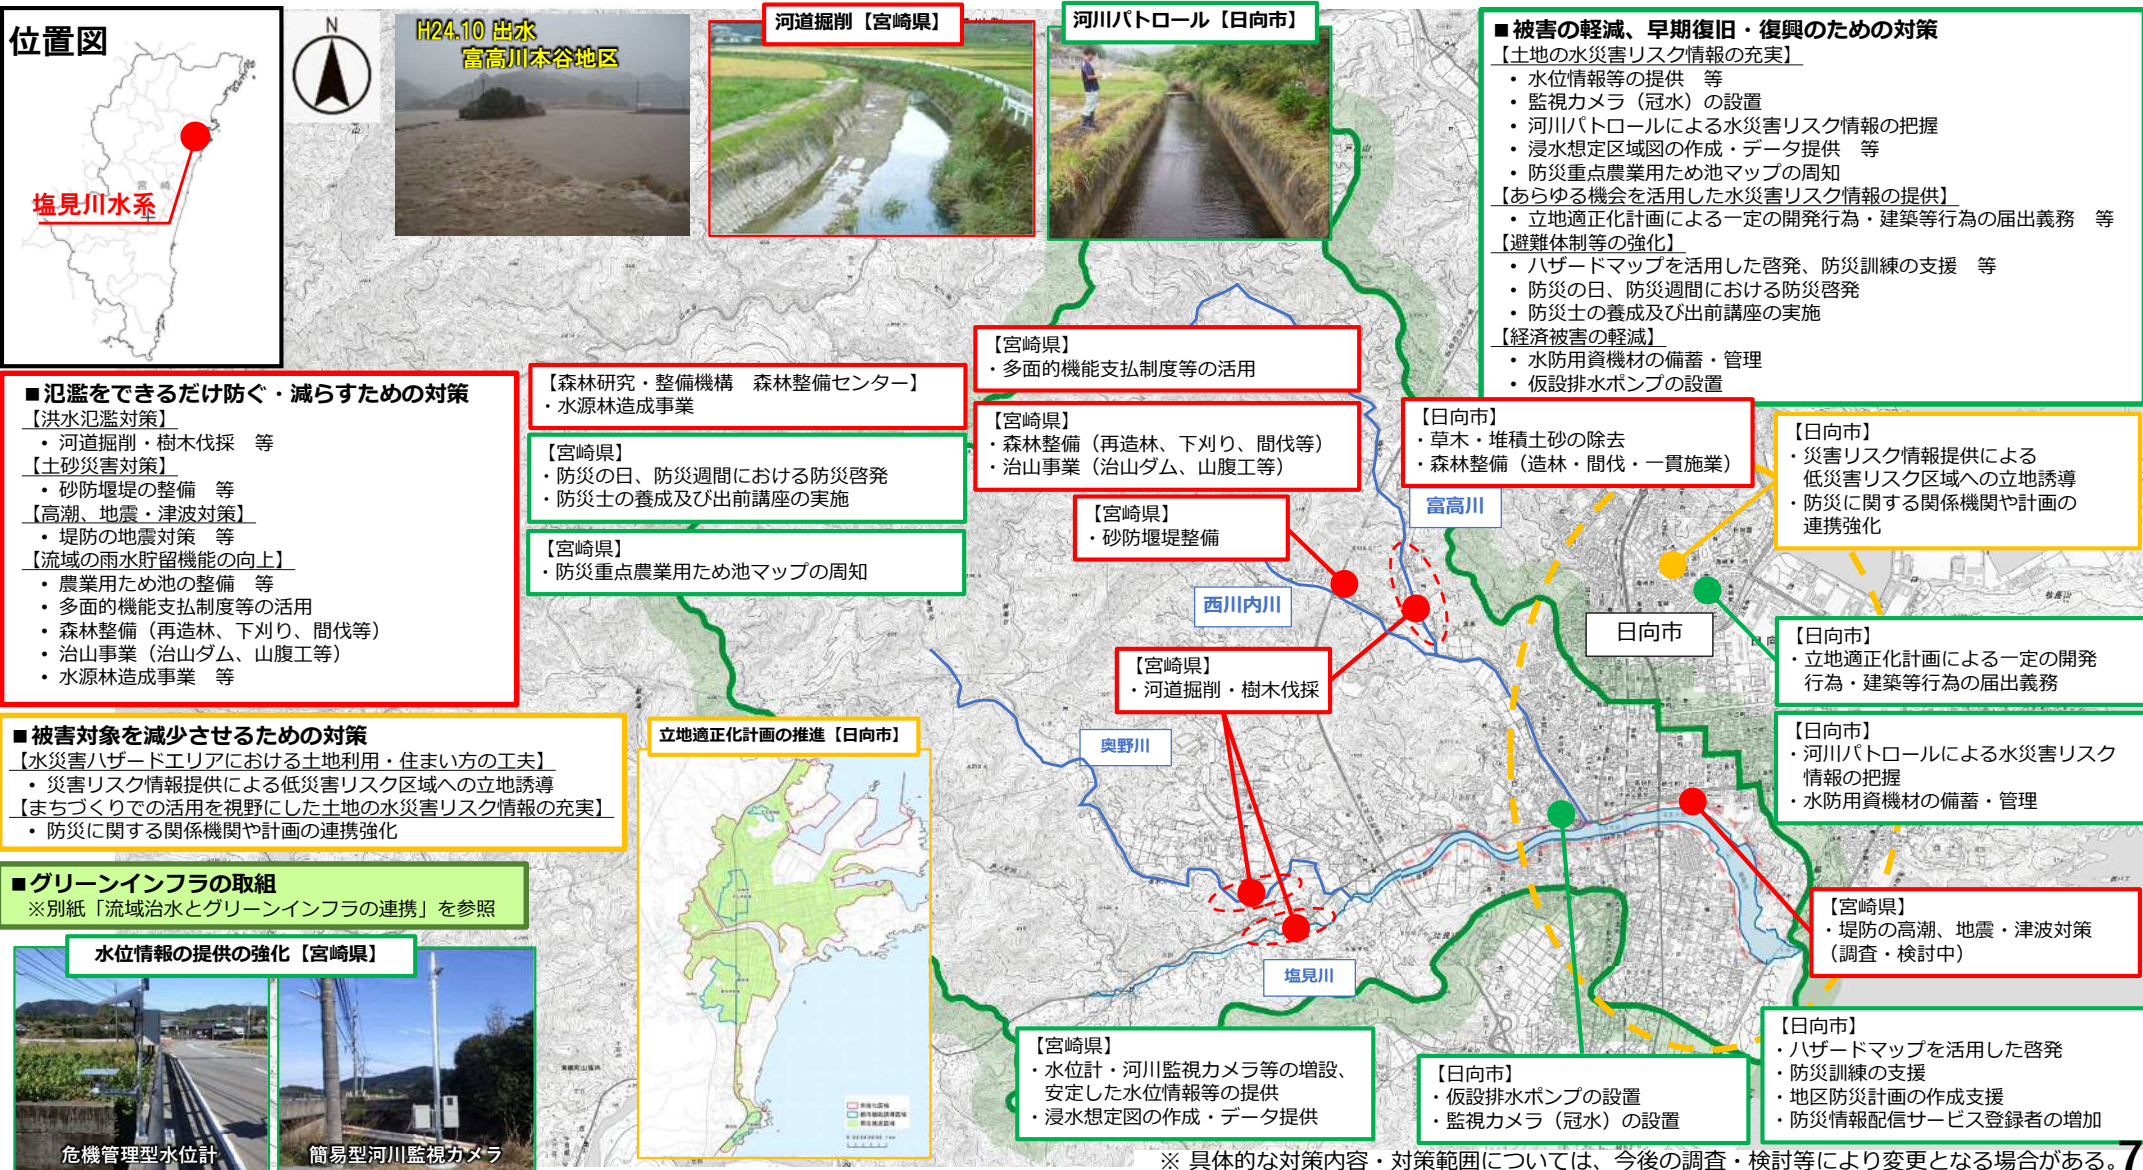 位置図
塩見川水系
N
H24.10 出水
富高川本谷地区
河道掘削【宮崎県】
河川パトロール【日向市】
■被害の軽減、早期復旧・復興のための対策
【土地の水災害リスク情報の充実】
・ 水位情報等の提供　等
・ 監視カメラ（冠水）の設置
・ 河川パトロールによる水災害リスク情報の把握
・ 浸水想定区域図の作成・データ提供　等
・ 防災重点農業用ため池マップの周知
【あらゆる機会を活用した水災害リスク情報の提供】
・ 立地適正化計画による一定の開発行為・建築等行為の届出義務　等
【避難体制等の強化】
・ ハザードマップを活用した啓発、防災訓練の支援　等
・ 防災の日、防災週間における防災啓発
・ 防災士の養成及び出前講座の実施
【経済被害の軽減】
・ 水防用資機材の備蓄・管理
・ 仮設排水ポンプの設置
■氾濫をできるだけ防ぐ・減らすための対策
【洪水氾濫対策】
・ 河道掘削・樹木伐採　等
【土砂災害対策】
・ 砂防堰堤の整備　等
【高潮、地震・津波対策】
・ 堤防の地震対策　等
【流域の雨水貯留機能の向上】
・ 農業用ため池の整備　等
・ 多面的機能支払制度等の活用
・ 森林整備（再造林、下刈り、間伐等）
・ 治山事業（治山ダム、山腹工等）
・ 水源林造成事業　等
【森林研究・整備機構　森林整備センター】
・水源林造成事業
【宮崎県】
・防災の日、防災週間における防災啓発
・防災士の養成及び出前講座の実施
【宮崎県】
・防災重点農業用ため池マップの周知
【宮崎県】
・多面的機能支払制度等の活用
【宮崎県】
・森林整備（再造林、下刈り、間伐等）
・治山事業（治山ダム、山腹工等）
【宮崎県】
・砂防堰堤整備
【日向市】
・草木・堆積土砂の除去
・森林整備（造林・間伐・一貫施業）
【日向市】
・災害リスク情報提供による
低災害リスク区域への立地誘導
・防災に関する関係機関や計画の
連携強化
富高川
西川内川
日向市
【宮崎県】
・河道掘削・樹木伐採
【日向市】
・立地適正化計画による一定の開発
行為・建築等行為の届出義務
【日向市】
・河川パトロールによる水災害リスク
情報の把握
・水防用資機材の備蓄・管理
■被害対象を減少させるための対策
【水災害ハザードエリアにおける土地利用・住まい方の工夫】
・ 災害リスク情報提供による低災害リスク区域への立地誘導
【まちづくりでの活用を視野にした土地の水災害リスク情報の充実】
・ 防災に関する関係機関や計画の連携強化
立地適正化計画の推進【日向市】
奥野川
塩見川
■グリーンインフラの取組
※別紙「流域治水とグリーンインフラの連携」を参照
水位情報の提供の強化【宮崎県】
危機管理型水位計
簡易型河川監視カメラ
【宮崎県】
・堤防の高潮、地震・津波対策
（調査・検討中）
【宮崎県】
・水位計・河川監視カメラ等の増設、
安定した水位情報等の提供
・浸水想定図の作成・データ提供
【日向市】
・仮設排水ポンプの設置
・監視カメラ（冠水）の設置
【日向市】
・ハザードマップを活用した啓発
・防災訓練の支援
・地区防災計画の作成支援
・防災情報配信サービス登録者の増加
※ 具体的な対策内容・対策範囲については、今後の調査・検討等により変更となる場合がある。
7